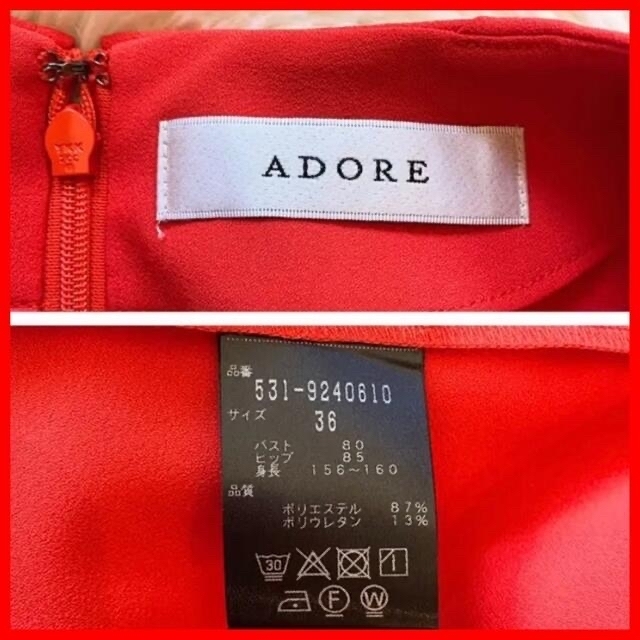 YKK
ADORE
品番
531-9240610
サイズ 36
バスト 80
ヒップ 85
身長 156～160
品質
ポリエステル 87%
ポリウレタン 13%
30
F W